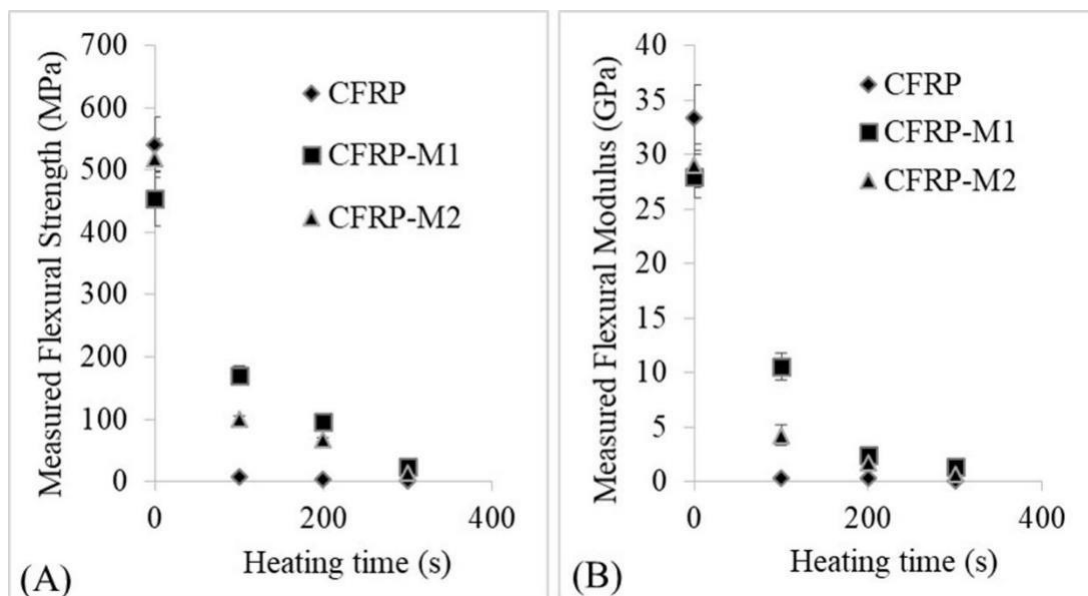 Measured Flexural Strength (MPa)
700
600
500
400
300
200
100
0
CFRP
CFRP-M1
CFRP-M2
0
200
400
Heating time (s)
(A)
Measured Flexural Modulus (GPa)
40
35
30
25
20
15
10
5
0
CFRP
CFRP-M1
CFRP-M2
0
200
400
Heating time (s)
(B)